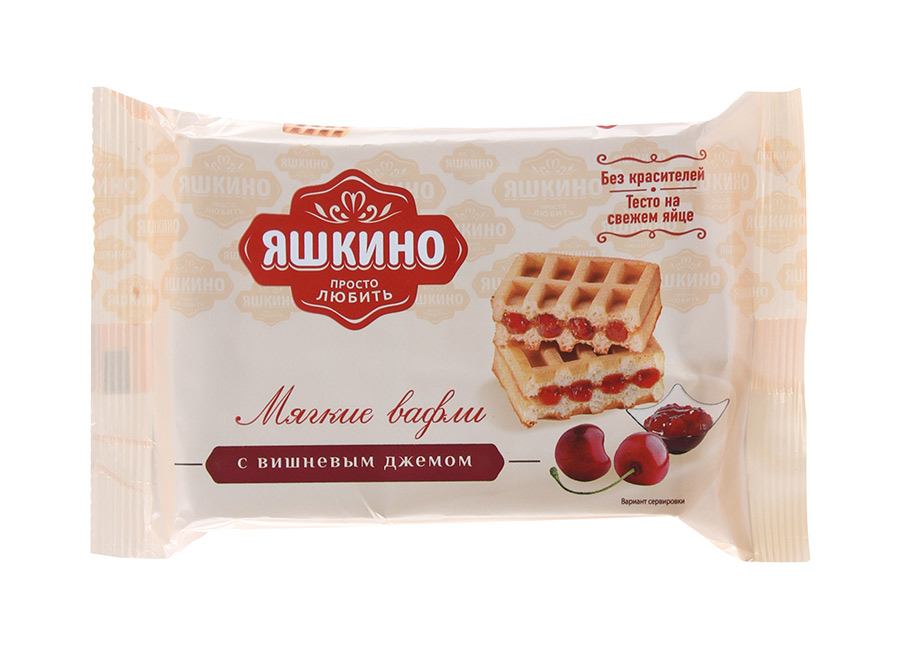 Без красителей
Тесто на
свежем яйце
ЯШКИНО
ПРОСТО
ЛЮБИТЬ
Мягкие вафли
С ВИШНЕВЫМ ДЖЕМОМ
Вариант сервировки